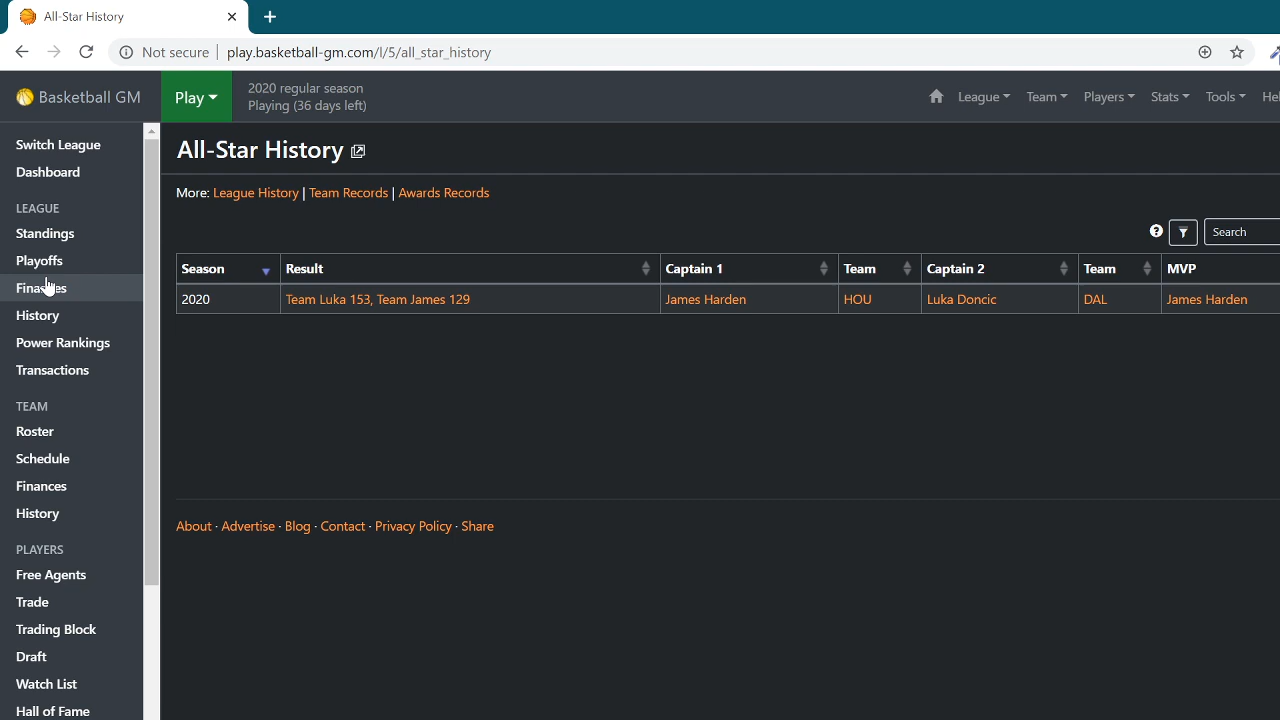 All-Star History
Not secure play.basketball-gm.com/l/5/all_star_history
Basketball GM
Play
2020 regular season
Playing (36 days left)
League
Team
Players
Stats
Tools
Switch League
Dashboard
LEAGUE
Standings
Playoffs
Finances
History
Power Rankings
Transactions
TEAM
Roster
Schedule
Finances
History
PLAYERS
Free Agents
Trade
Trading Block
Draft
Watch List
Hall of Fame
All-Star History
More: League History | Team Records | Awards Records
Search
Season Result Captain 1 Team Captain 2 Team MVP
2020 Team Luka 153, Team James 129 James Harden HOU Luka Doncic DAL James Harden
About · Advertise · Blog · Contact · Privacy Policy · Share